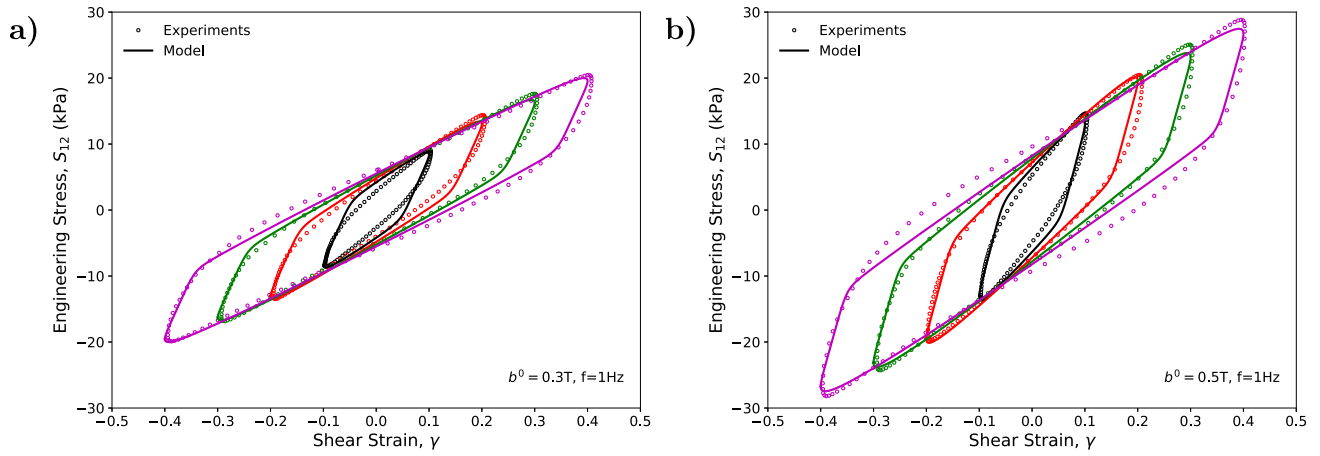 a)
30
20
10
0
−10
−20
−30
Engineering Stress, S₁₂ (kPa)
Experiments
Model
b⁰ = 0.3T, f=1Hz
−0.5 −0.4 −0.3 −0.2 −0.1 0.0 0.1 0.2 0.3 0.4 0.5
Shear Strain, γ
b)
30
20
10
0
−10
−20
−30
Engineering Stress, S₁₂ (kPa)
Experiments
Model
b⁰ = 0.5T, f=1Hz
−0.5 −0.4 −0.3 −0.2 −0.1 0.0 0.1 0.2 0.3 0.4 0.5
Shear Strain, γ